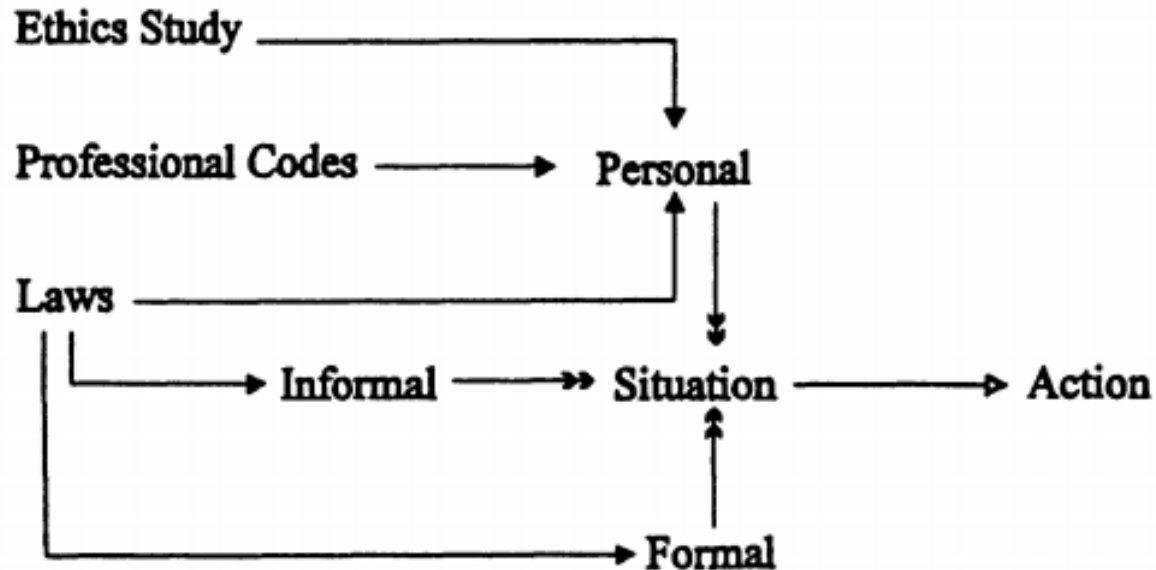 Ethics Study
Professional Codes
Personal
Laws
Informal
Situation
Action
Formal